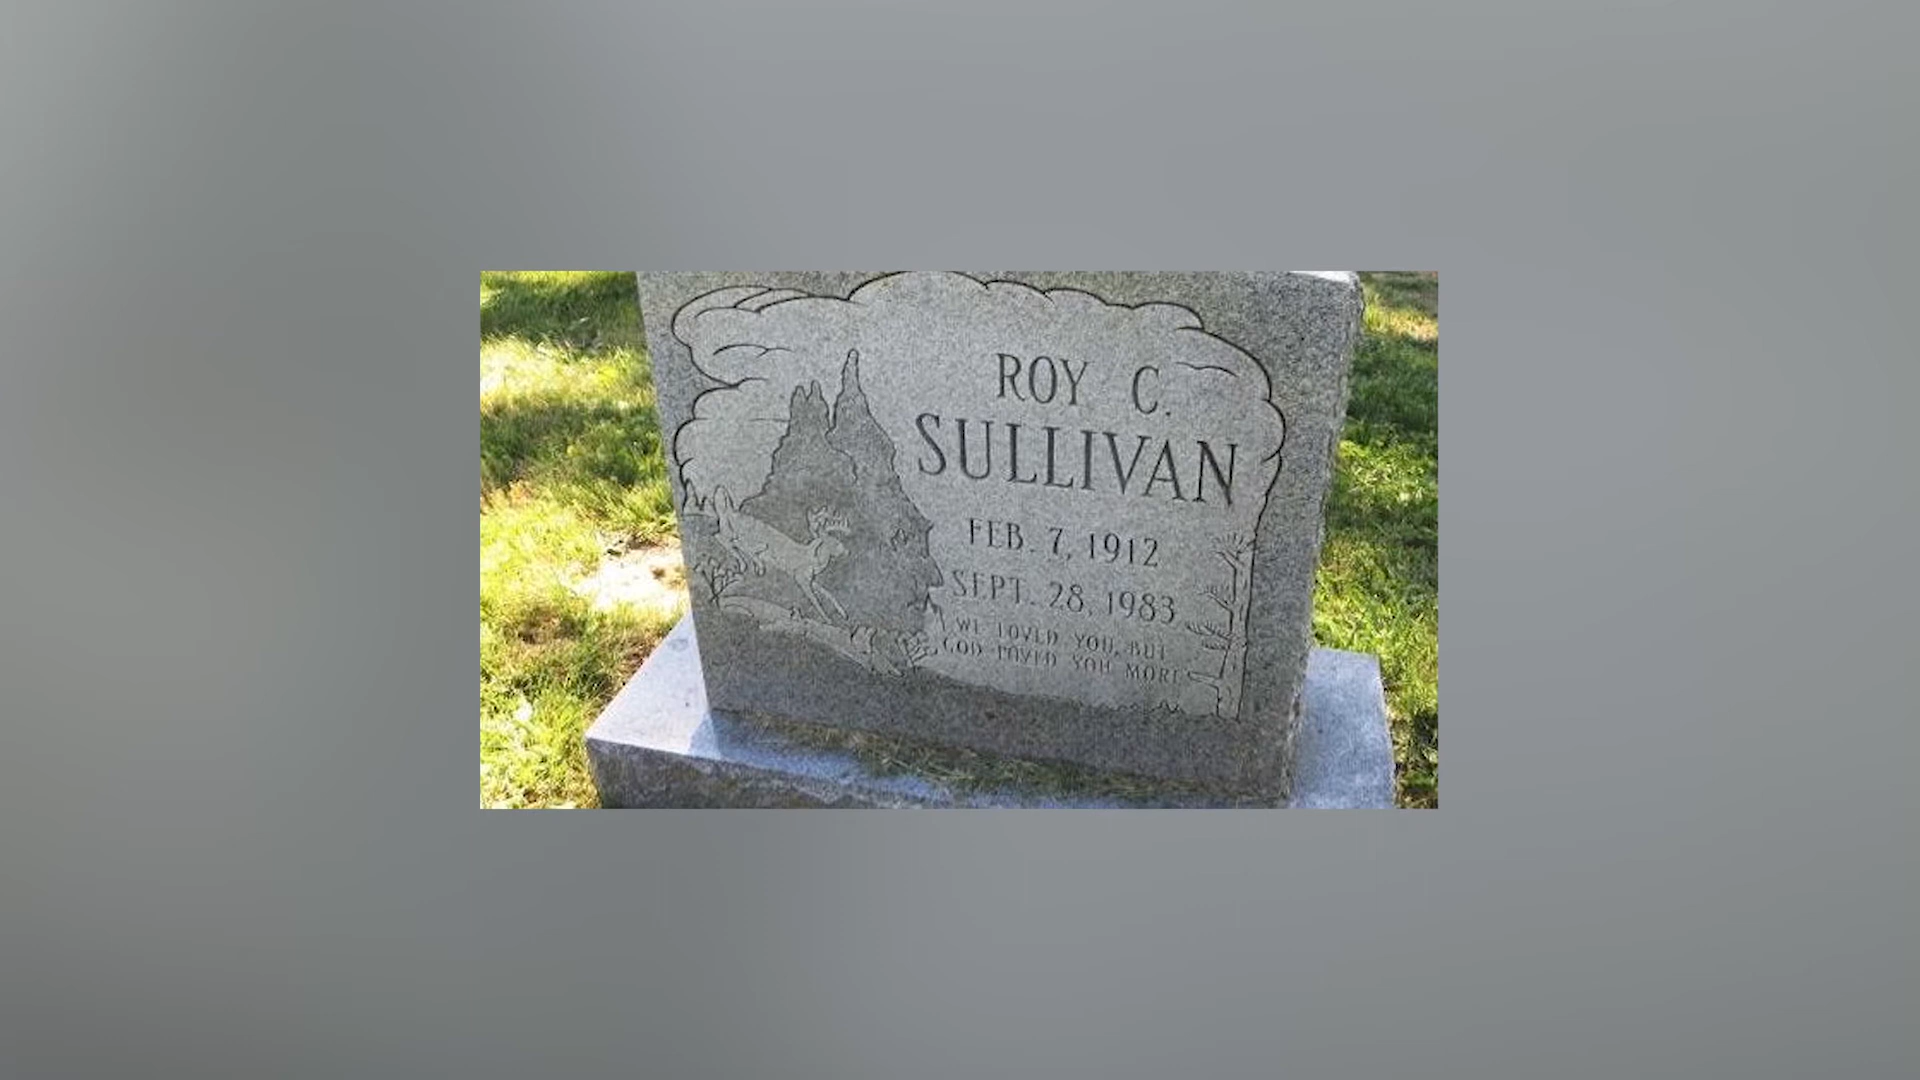 ROY C.
SULLIVAN
FEB. 7, 1912
SEPT. 28, 1983
WE LOVED YOU, BUT
GOD LOVED YOU MORE